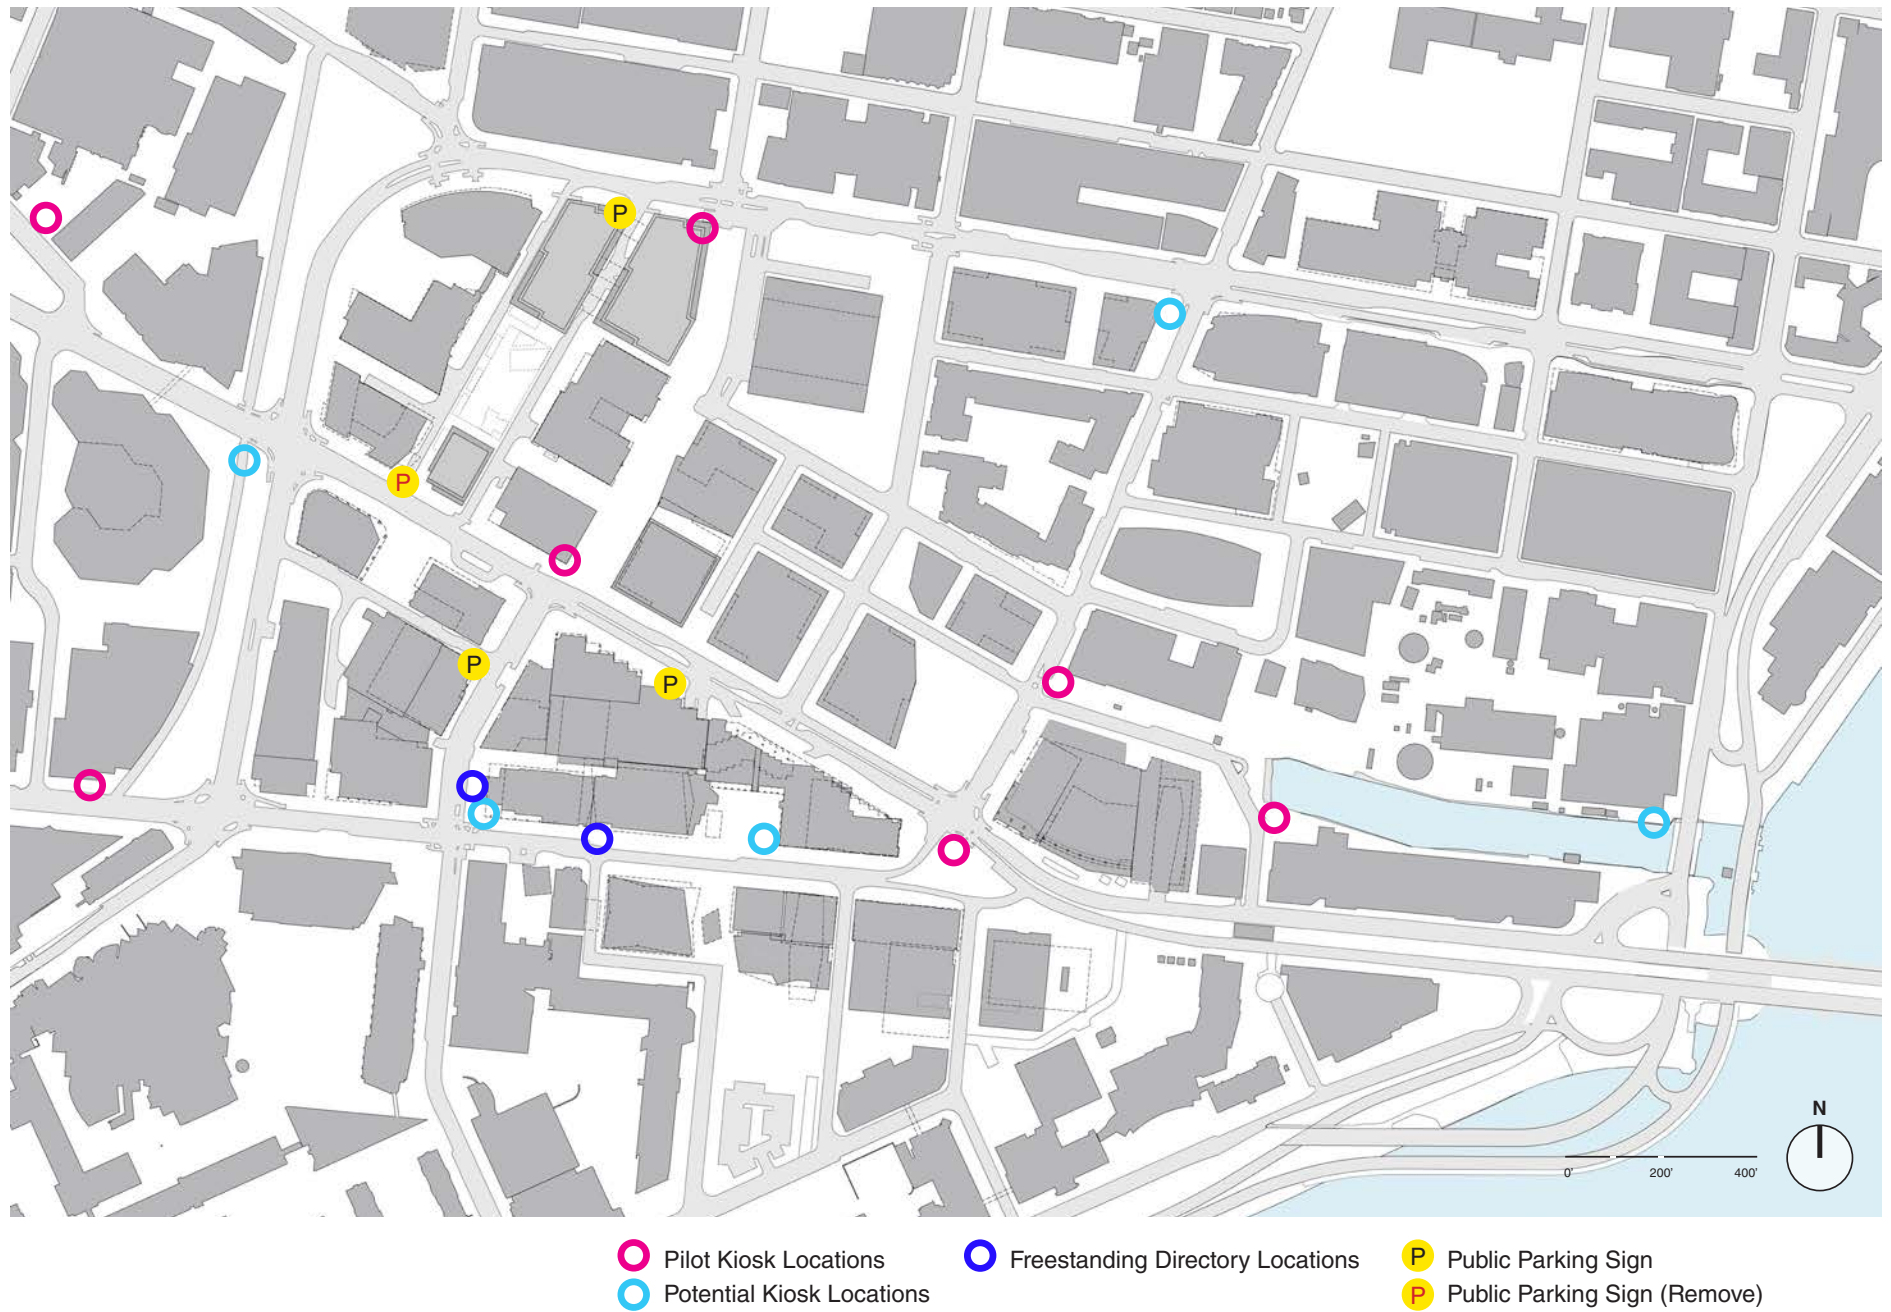 P
P
P
P
N
0'
200'
400'
Pilot Kiosk Locations
Freestanding Directory Locations
P Public Parking Sign
Potential Kiosk Locations
P Public Parking Sign (Remove)